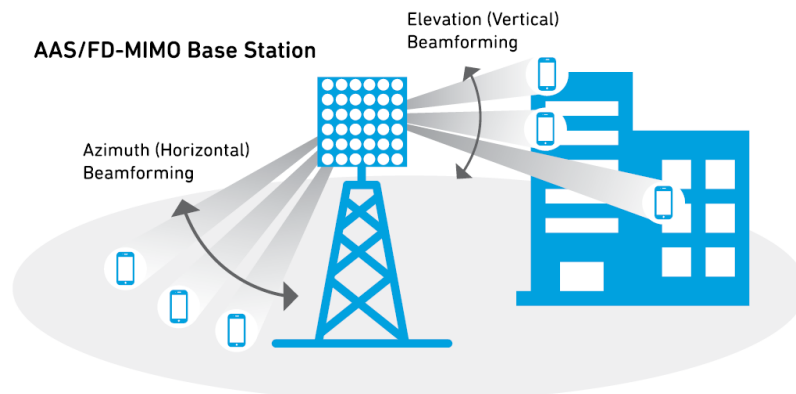 Elevation (Vertical)
Beamforming
AAS/FD-MIMO Base Station
Azimuth (Horizontal)
Beamforming